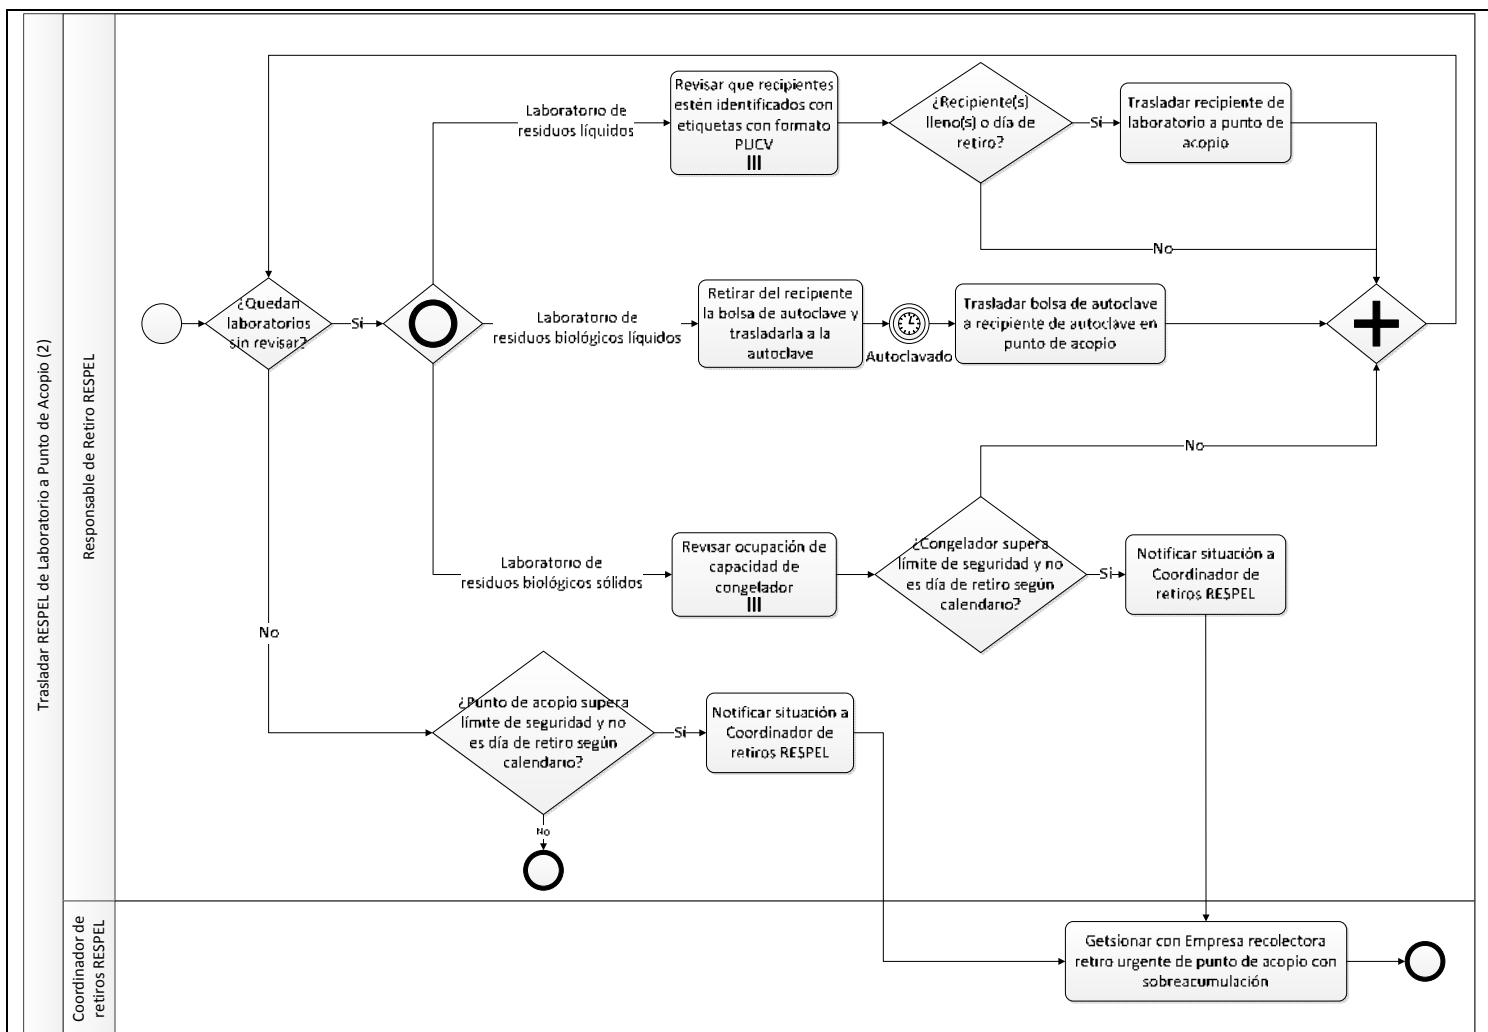 Trasladar RESPEL de Laboratorio a Punto de Acopio (2)
Responsable de Retiro RESPEL
Laboratorio de
residuos líquidos
Revisar que recipientes
estén identificados con
etiquetas con formato
PUCV
¿Recipiente(s)
lleno(s) o día de
retiro?
Si
Trasladar recipiente de
laboratorio a punto de
acopio
No
¿Quedan
laboratorios
sin revisar?
Si
Laboratorio de
residuos biológicos líquidos
Retirar del recipiente
la bolsa de autoclave y
trasladarla a la
autoclave
Autoclavado
Trasladar bolsa de autoclave
a recipiente de autoclave en
punto de acopio
No
Laboratorio de
residuos biológicos sólidos
Revisar ocupación de
capacidad de
congelador
¿Congelador supera
límite de seguridad y no
es día de retiro según
calendario?
Si
Notificar situación a
Coordinador de
retiros RESPEL
No
¿Punto de acopio supera
límite de seguridad y no
es día de retiro según
calendario?
Si
Notificar situación a
Coordinador de
retiros RESPEL
No
Coordinador de
retiros RESPEL
Getsionar con Empresa recolectora
retiro urgente de punto de acopio con
sobreacumulación